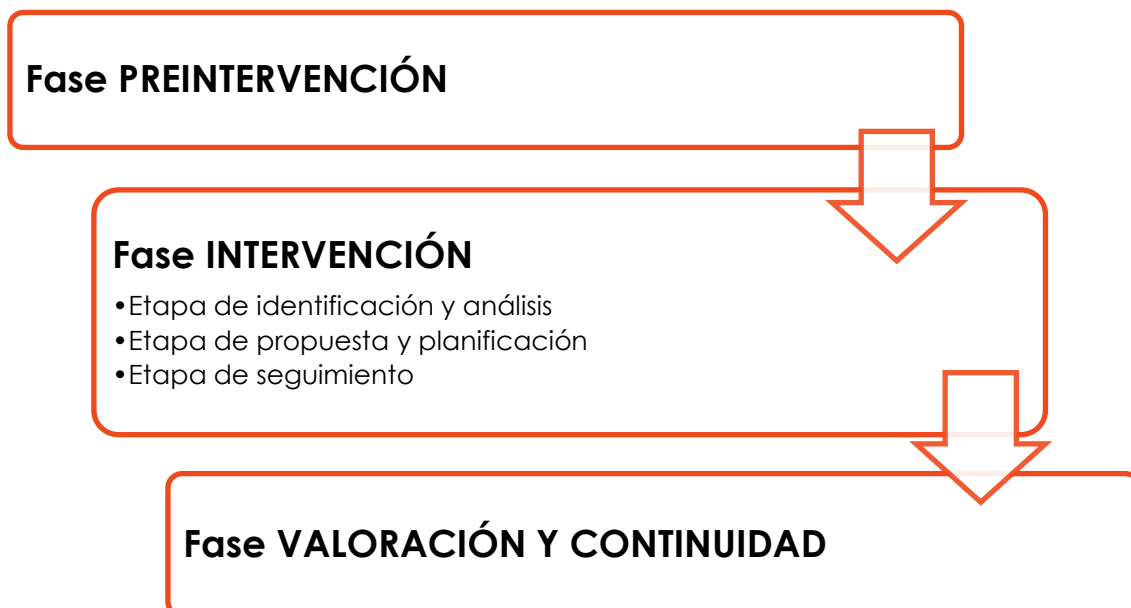 Fase PREINTERVENCIÓN
Fase INTERVENCIÓN
•Etapa de identificación y análisis
•Etapa de propuesta y planificación
•Etapa de seguimiento
Fase VALORACIÓN Y CONTINUIDAD